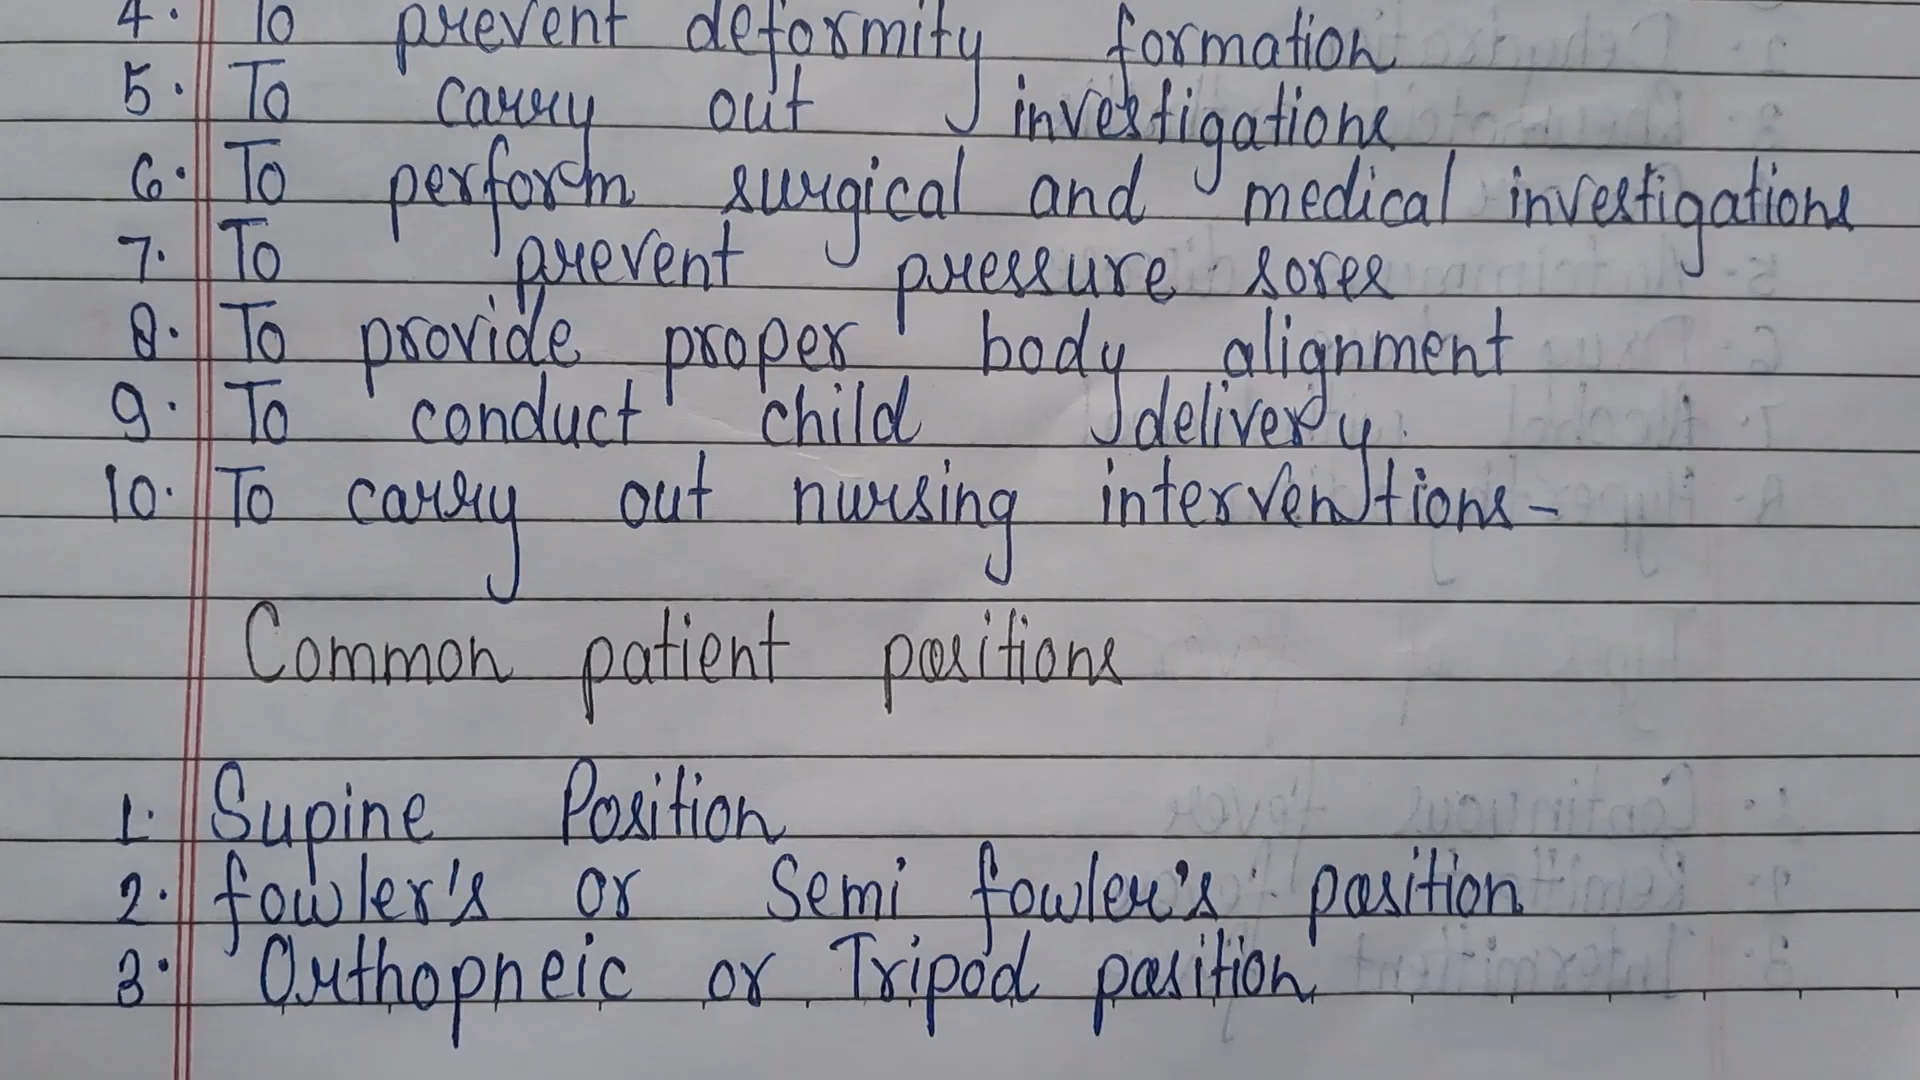 4. To prevent deformity formation
5. To carry out investigations
6. To perform surgical and medical investigations
7. To prevent pressure sores
8. To provide proper body alignment
9. To conduct child delivery.
10. To carry out nursing interventions-
Common patient positions
1. Supine Position
2. fowler's or Semi fowler's position
3. Orthopneic or Tripod position